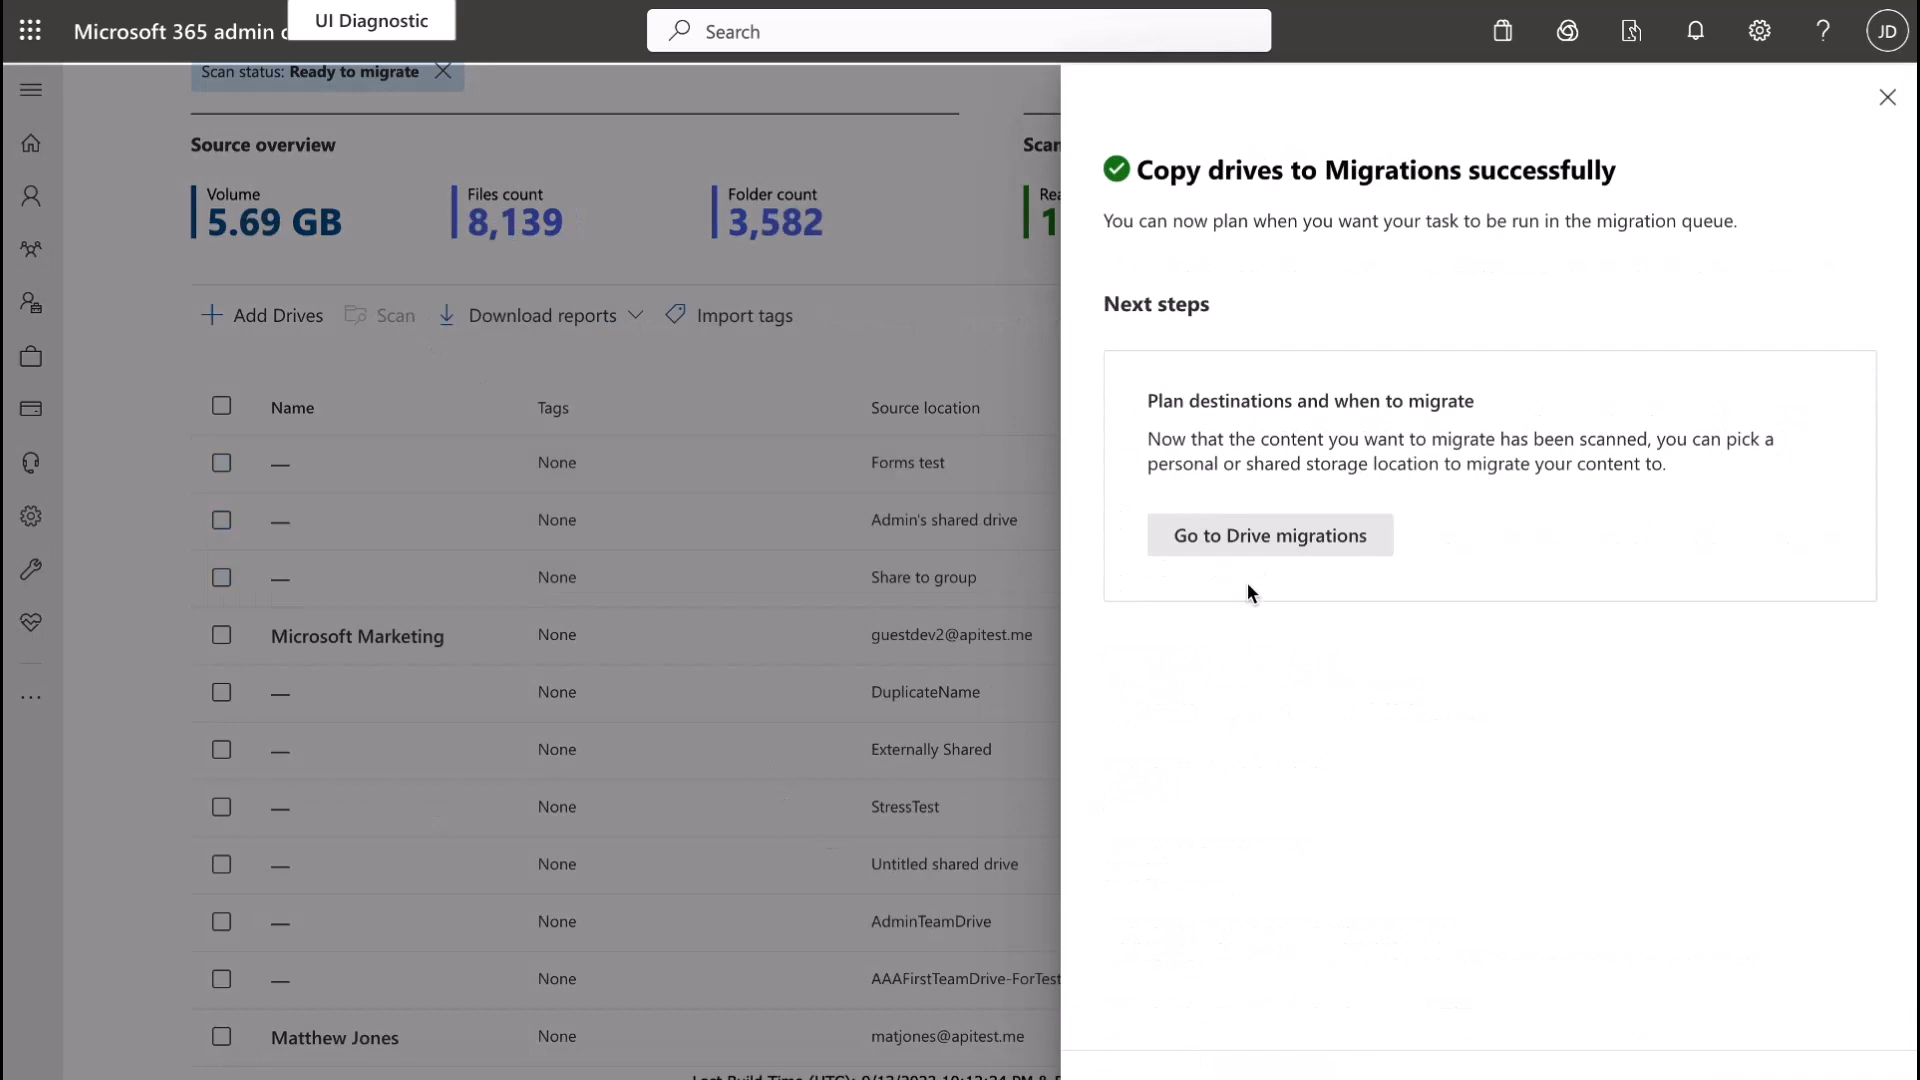 Microsoft 365 admin
UI Diagnostic
Search
JD
Scan status: Ready to migrate
Source overview
Volume
5.69 GB
Files count
8,139
Folder count
3,582
Add Drives
Scan
Download reports
Import tags
Name Tags Source location
— None Forms test
— None Admin's shared drive
— None Share to group
Microsoft Marketing None guestdev2@apitest.me
— None DuplicateName
— None Externally Shared
— None StressTest
— None Untitled shared drive
— None AdminTeamDrive
— None AAAFirstTeamDrive-ForTest
Matthew Jones None matjones@apitest.me
Copy drives to Migrations successfully
You can now plan when you want your task to be run in the migration queue.
Next steps
Plan destinations and when to migrate
Now that the content you want to migrate has been scanned, you can pick a
personal or shared storage location to migrate your content to.
Go to Drive migrations